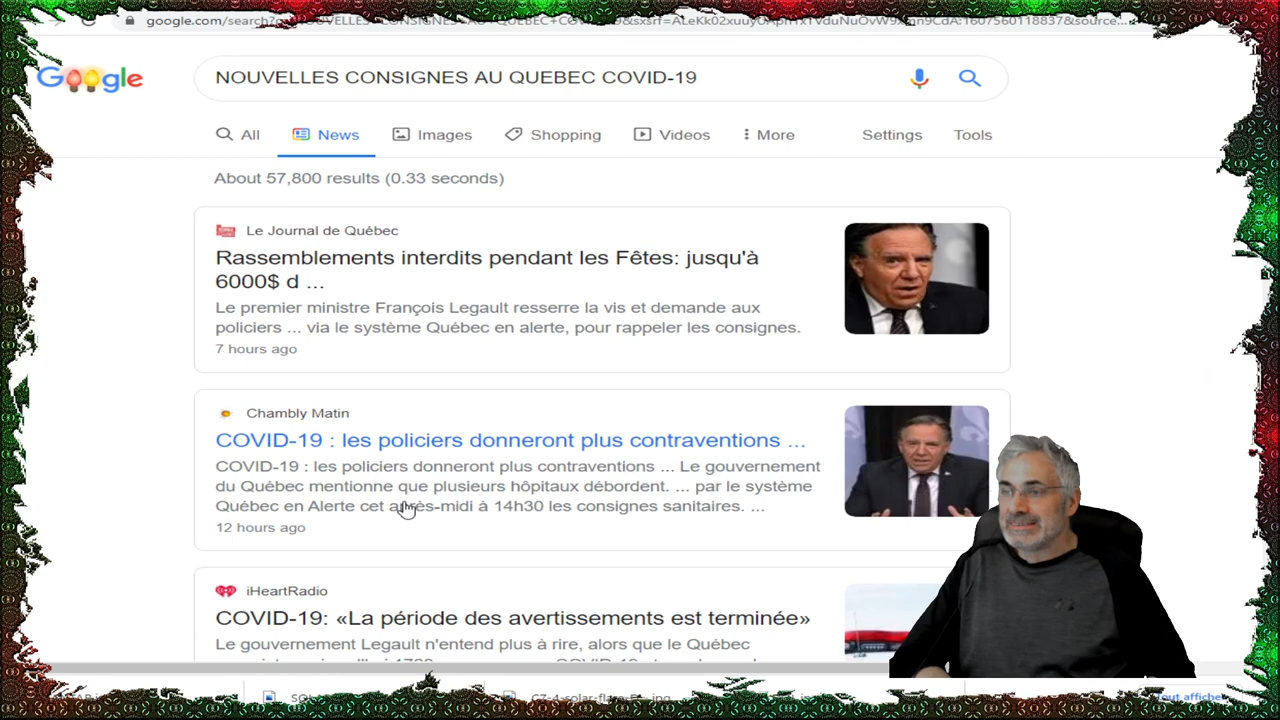 google.com/search?
Google
NOUVELLES CONSIGNES AU QUEBEC COVID-19
All News Images Shopping Videos More Settings Tools
About 57,800 results (0.33 seconds)
Le Journal de Québec
Rassemblements interdits pendant les Fêtes: jusqu'à
6000$ d ...
Le premier ministre François Legault resserre la vis et demande aux
policiers ... via le système Québec en alerte, pour rappeler les consignes.
7 hours ago
Chambly Matin
COVID-19 : les policiers donneront plus contraventions ...
COVID-19 : les policiers donneront plus contraventions ... Le gouvernement
du Québec mentionne que plusieurs hôpitaux débordent. ... par le système
Québec en Alerte cet après-midi à 14h30 les consignes sanitaires. ...
12 hours ago
iHeartRadio
COVID-19: «La période des avertissements est terminée»
Le gouvernement Legault n'entend plus à rire, alors que le Québec